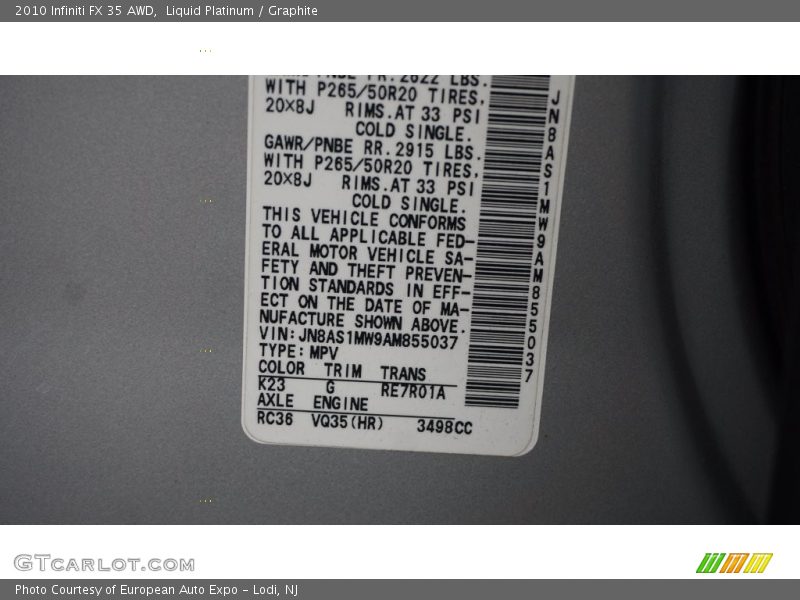 2010 Infiniti FX 35 AWD,  Liquid Platinum / Graphite
FR. 2622 LBS.
WITH P265/50R20 TIRES,
20×8J RIMS.AT 33 PSI
COLD SINGLE.
GAWR/PNBE RR. 2915 LBS.
WITH P265/50R20 TIRES,
20×8J RIMS.AT 33 PSI
COLD SINGLE.
THIS VEHICLE CONFORMS
TO ALL APPLICABLE FED-
ERAL MOTOR VEHICLE SA-
FETY AND THEFT PREVEN-
TION STANDARDS IN EFF-
ECT ON THE DATE OF MA-
NUFACTURE SHOWN ABOVE.
VIN: JN8AS1MW9AM855037
TYPE: MPV
COLOR TRIM TRANS
K23 G RE7R01A
AXLE ENGINE
RC36 VQ35(HR) 3498CC
JN8AS1MW9AM855037
GTcarlot.com
Photo Courtesy of European Auto Expo - Lodi, NJ